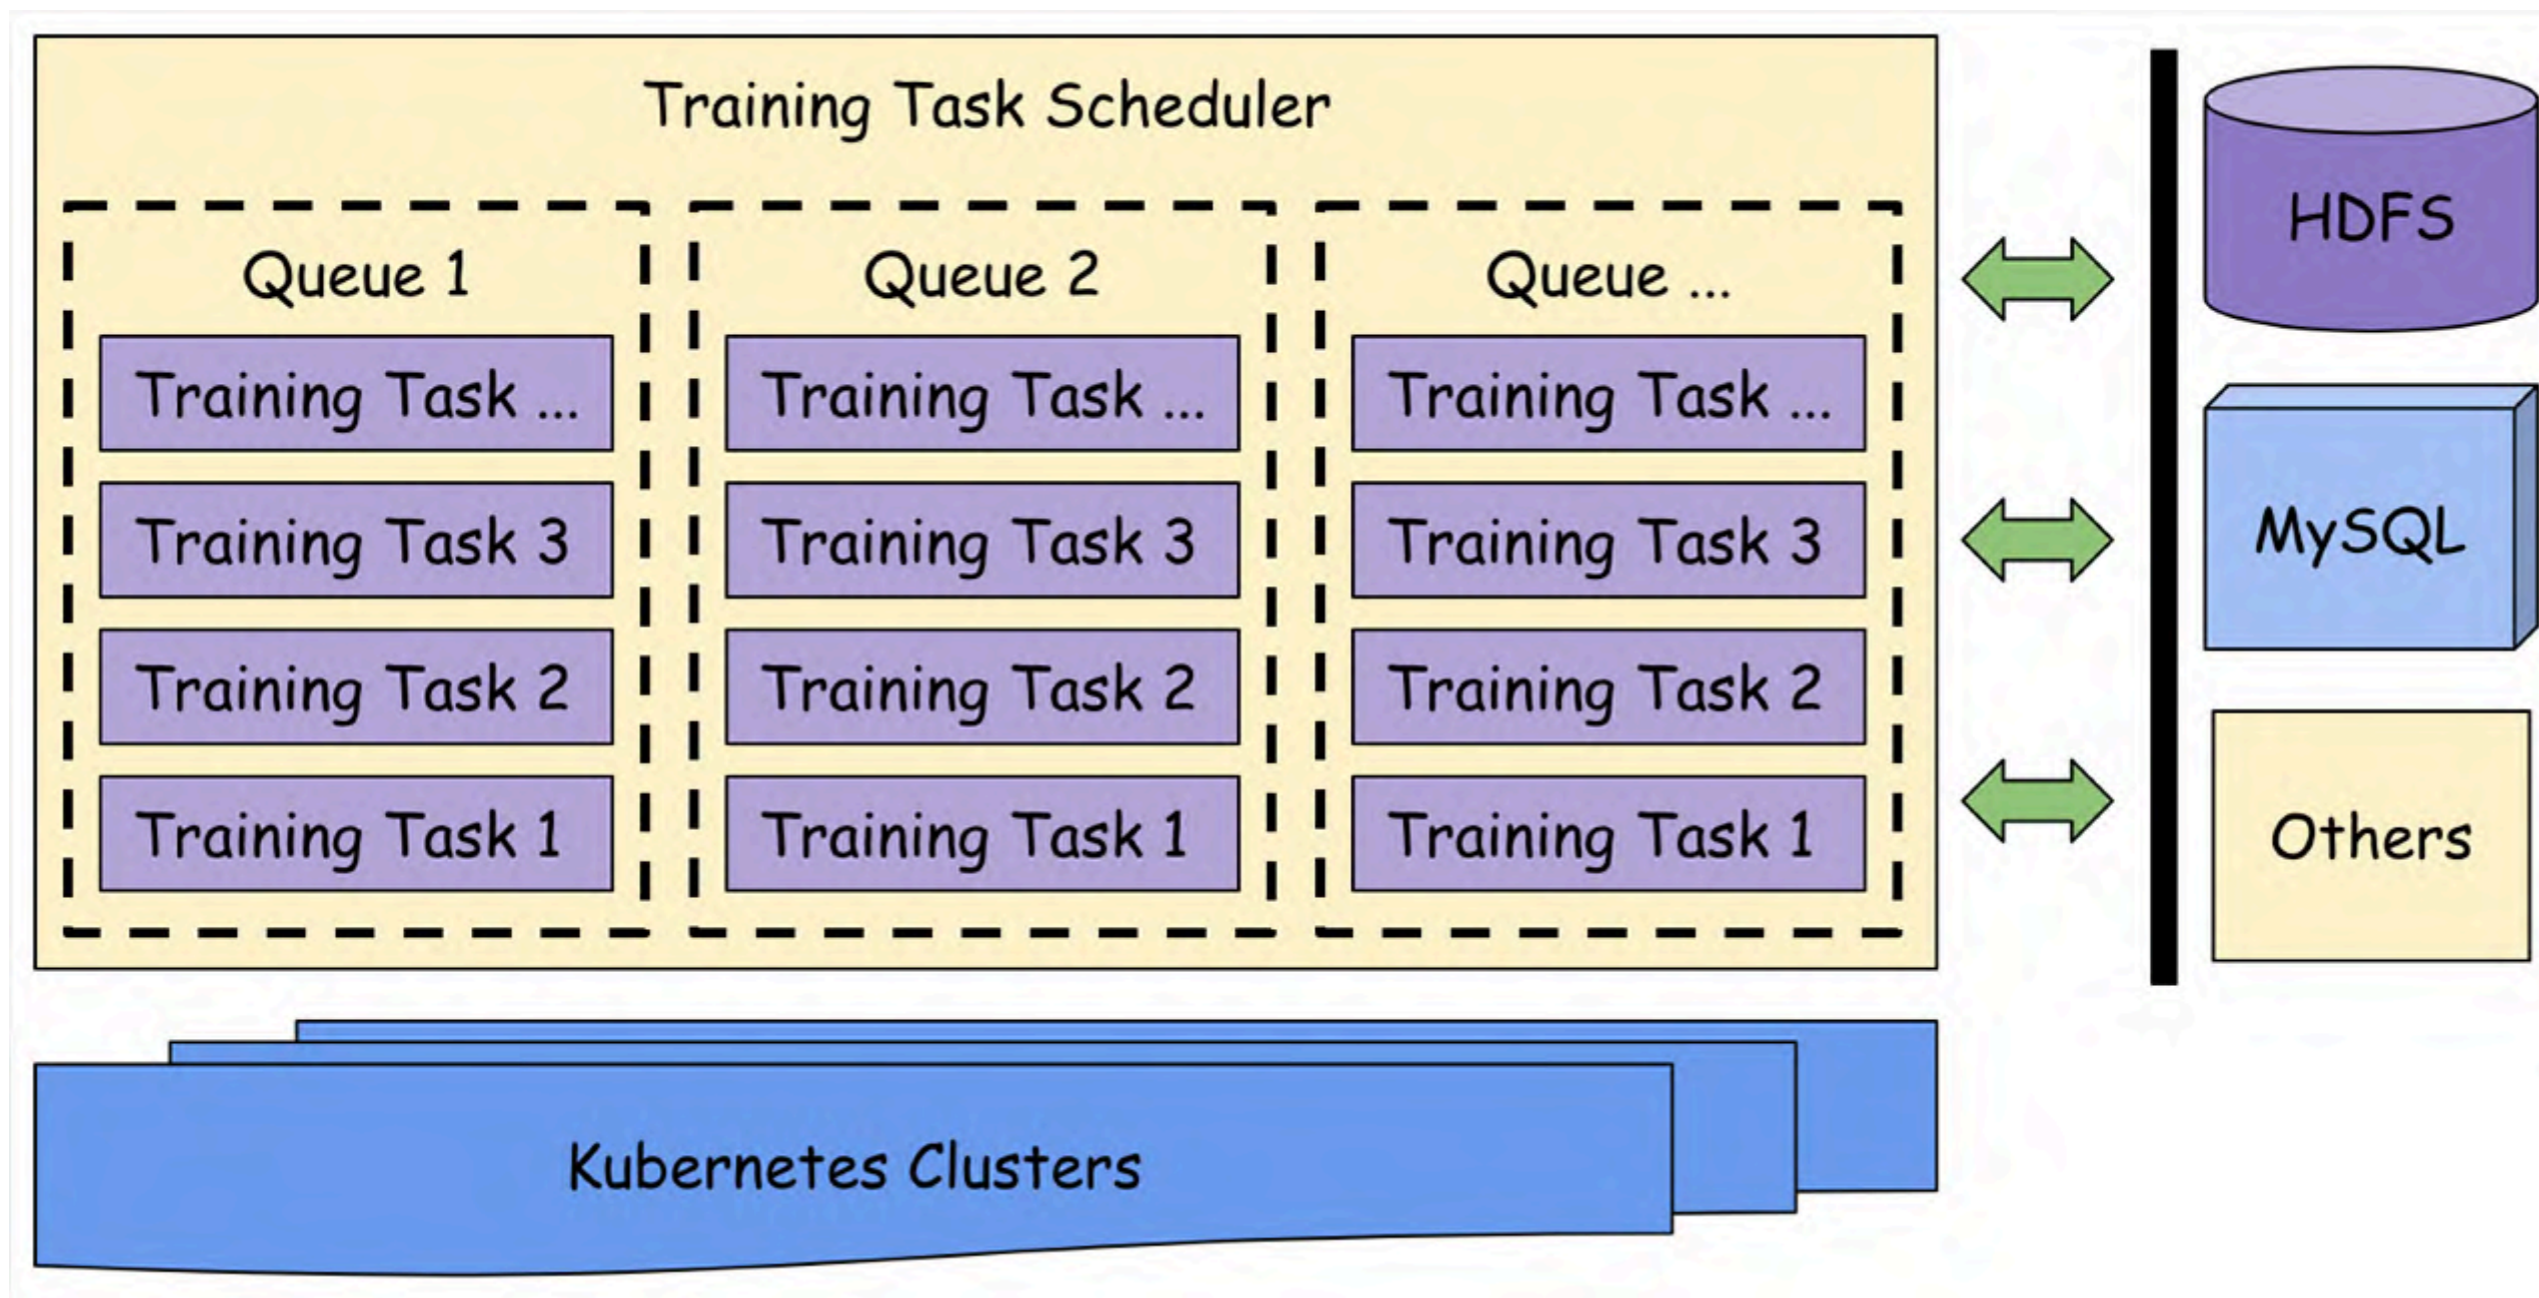 Training Task Scheduler
Queue 1
Training Task ...
Training Task 3
Training Task 2
Training Task 1
Queue 2
Training Task ...
Training Task 3
Training Task 2
Training Task 1
Queue ...
Training Task ...
Training Task 3
Training Task 2
Training Task 1
HDFS
MySQL
Others
Kubernetes Clusters